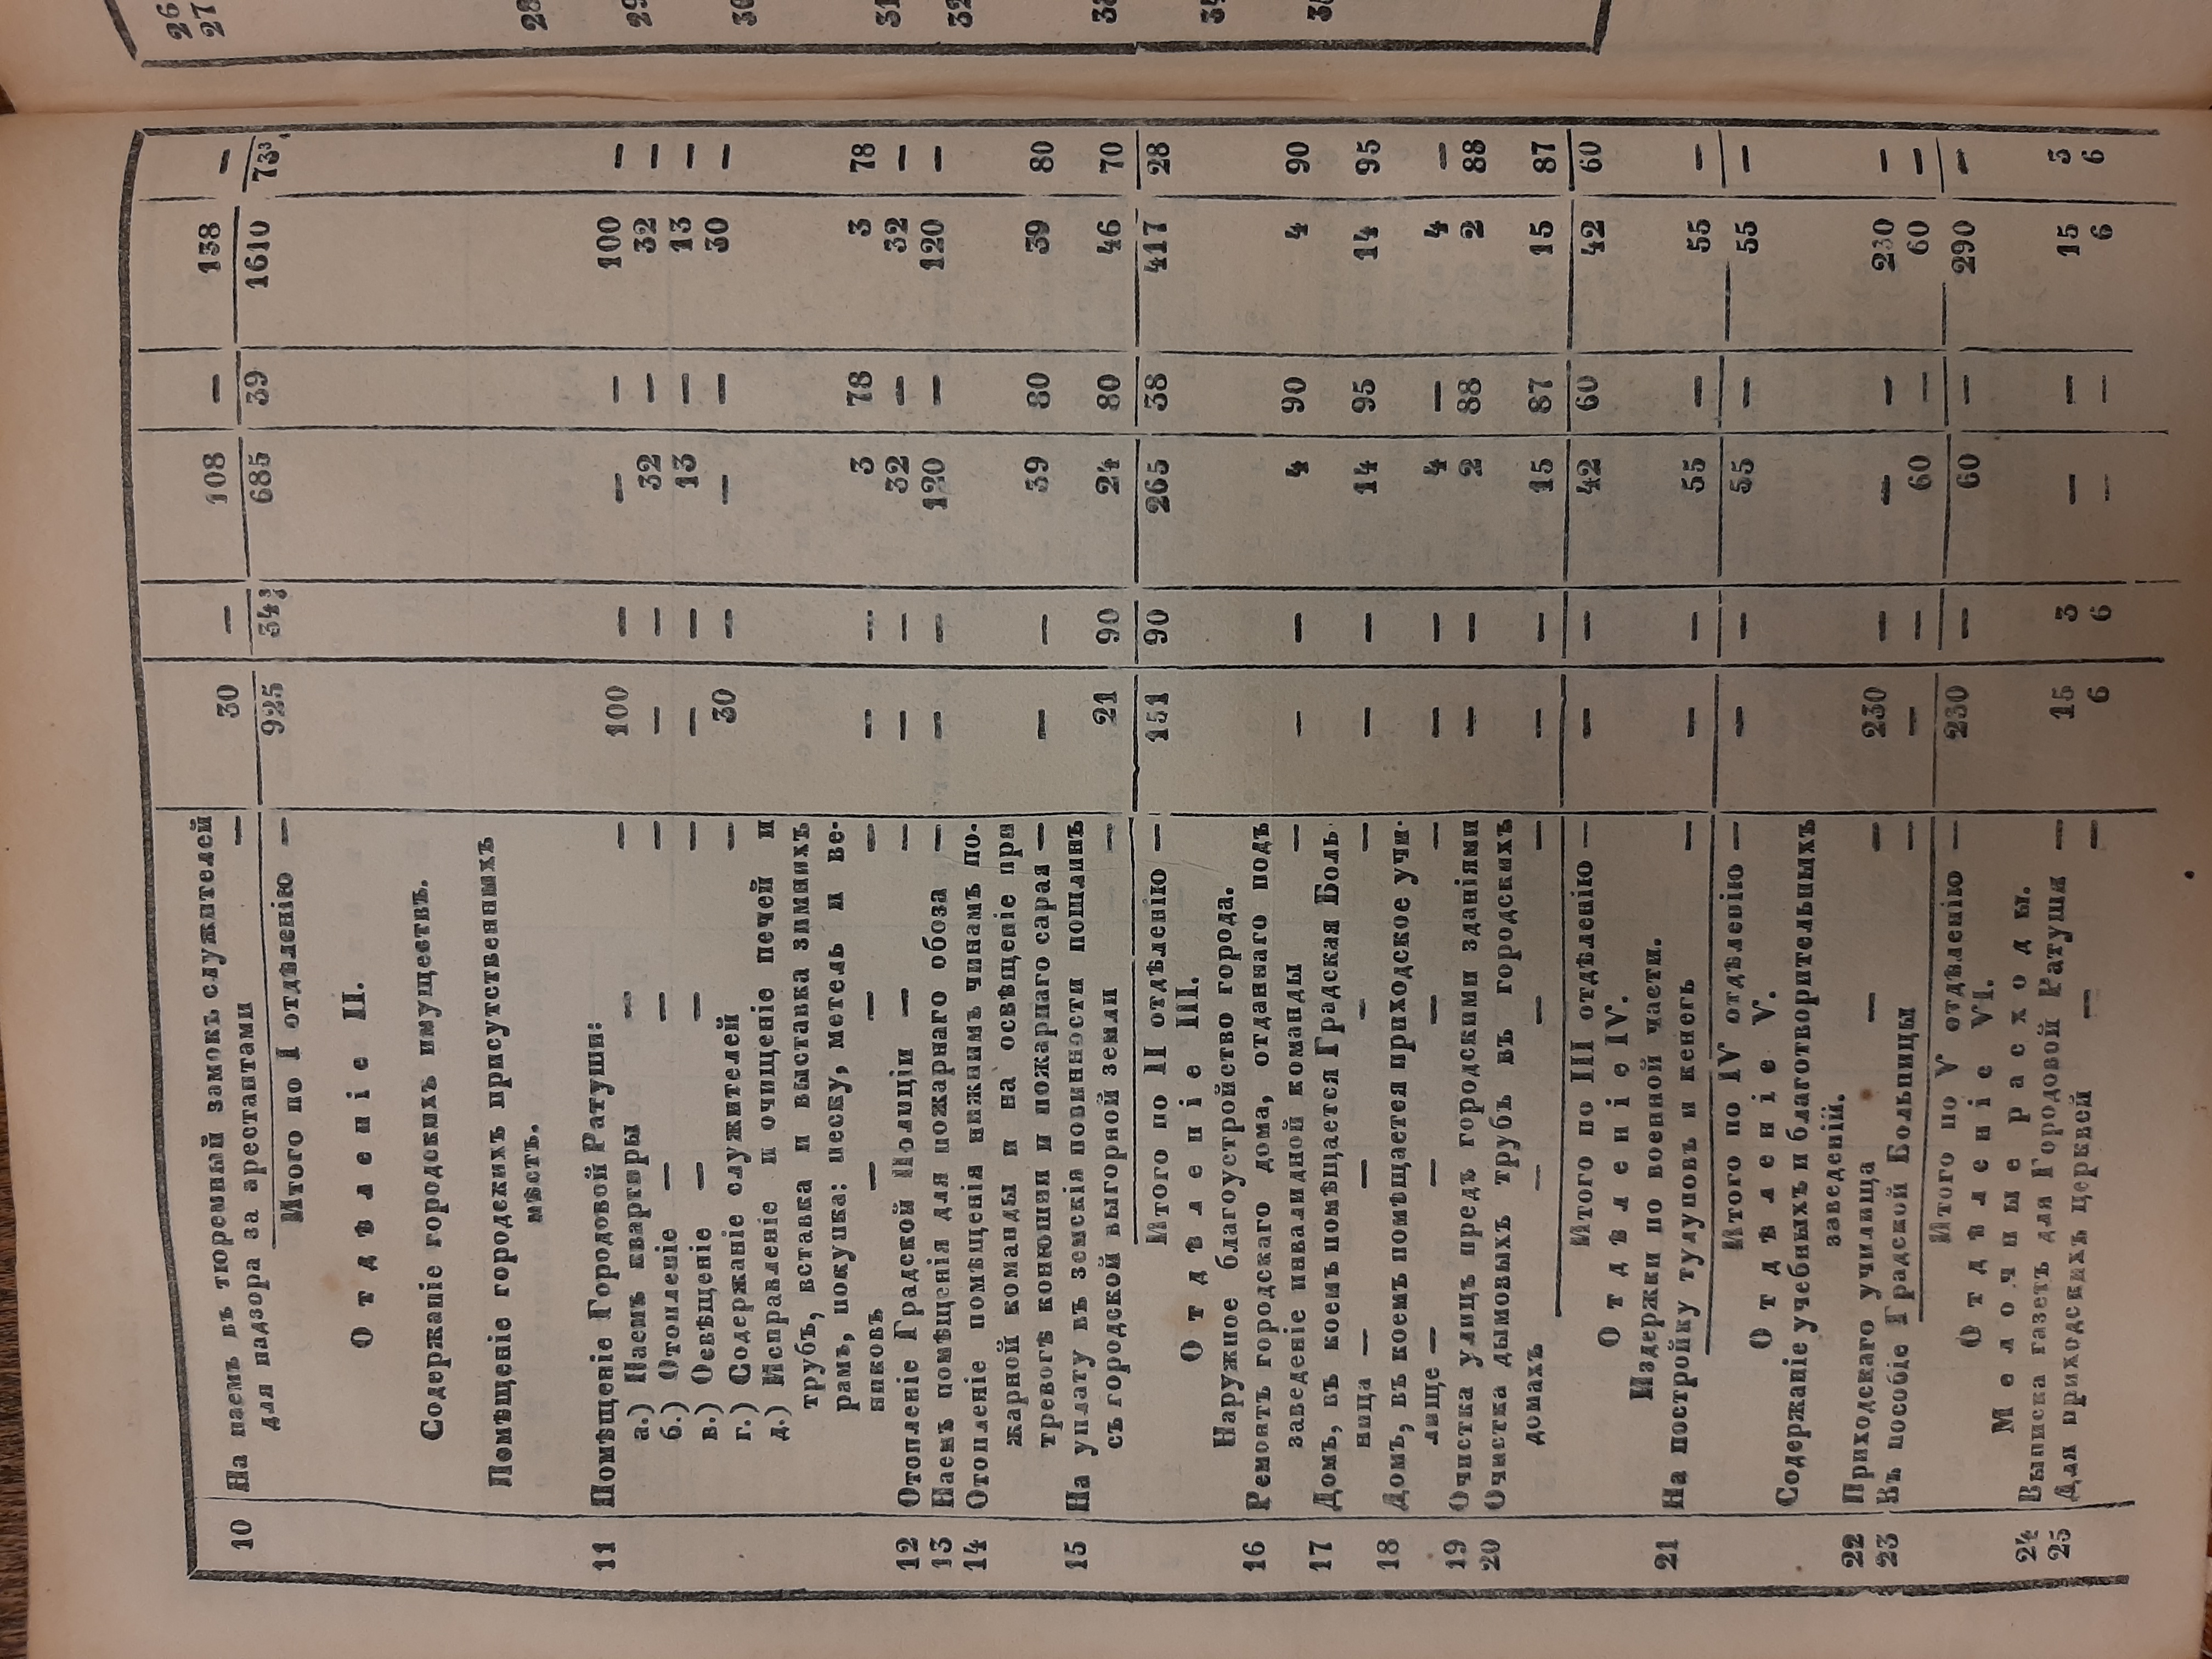 10 На наемъ въ тюремный замокъ служителей
для надзора за арестантами — 30 — 108 — 138 —
Итого по I отдѣленію — 925 34¾ 685 39 1610 73¾
Отдѣленіе II.
Содержаніе городскихъ имуществъ.
Помѣщеніе городскихъ присутственныхъ
мѣстъ.
11 Помѣщеніе Городовой Ратуши:
а.) Наемъ квартиры — — 100 — — — 100 —
б.) Отопленіе — — — — — 32 — 32 —
в.) Освѣщеніе — — — — — 13 — 13 —
г.) Содержаніе служителей — 30 — — — 30 —
д.) Исправленіе и очищеніе печей и
трубъ, вставка и выставка зимнихъ
рамъ, покупка: песку, метель и ве-
никовъ — — — — — 3 78 3 78
12 Отопленіе Градской Полиціи — — — — 32 — 32 —
13 Наемъ помѣщенія для пожарнаго обоза — — — 120 — 120 —
14 Отопленіе помѣщенія нижнимъ чинамъ по-
жарной команды и на освѣщеніе при
тревогѣ конюшни и пожарнаго сарая — — — 39 80 39 80
15 На уплату въ земскія повинности пошлинъ
съ городской выгорной земли — 21 90 24 80 46 70
Итого по II отдѣленію — 151 90 265 38 417 28
Отдѣленіе III.
Наружное благоустройство города.
16 Ремонтъ городскаго дома, отданнаго подъ
заведеніе инвалидной команды — — — 4 90 4 90
17 Домъ, въ коемъ помѣщается Градская Боль-
ница — — — — — — 14 95 14 95
18 Домъ, въ коемъ помѣщается приходское учи-
лище — — — — — — 4 — 4 —
19 Очистка улицъ предъ городскими зданіями — — 2 88 2 88
20 Очистка дымовыхъ трубъ въ городскихъ
домахъ — — — — — 15 87 15 87
Итого по III отдѣленію — — — 42 60 42 60
Отдѣленіе IV.
Издержки по военной части.
21 На постройку тулуповъ и кенегъ — — — 55 — 55 —
Итого по IV отдѣленію — — — 55 — 55 —
Отдѣленіе V.
Содержаніе учебныхъ и благотворительныхъ
заведеній.
22 Приходскаго училища — — 230 — — — 230 —
23 Въ пособіе Градской Больницы — — — 60 — 60 —
Итого по V отдѣленію — 230 — 60 — 290 —
Отдѣленіе VI.
Мелочные расходы.
24 Выписка газетъ для Городовой Ратуши — 15 3 — — 15 3
25 Для приходскихъ церквей — — 6 6 — — 6 6
26
27
28
29
30
31
32